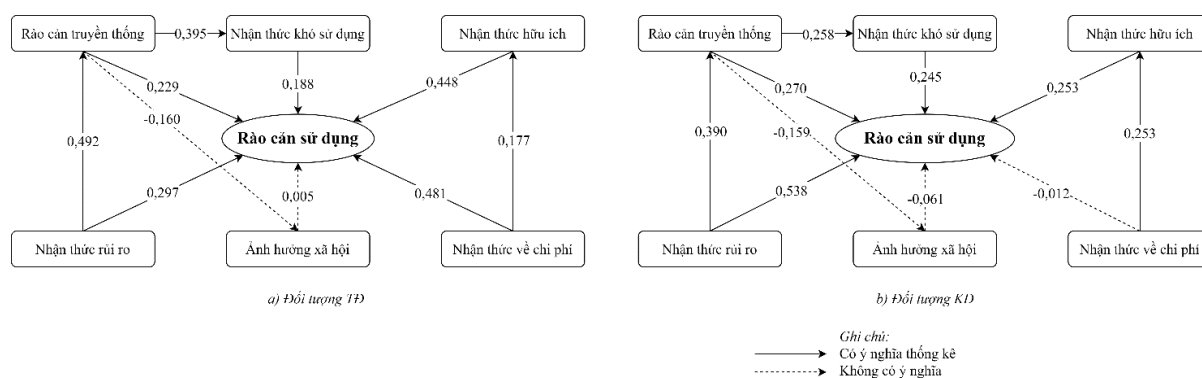 Rào cản truyền thống
0,395
Nhận thức khó sử dụng
Nhận thức hữu ích
0,229
0,188
0,448
-0,160
0,492
Rào cản sử dụng
0,177
0,297
0,005
0,481
Nhận thức rủi ro
Ảnh hưởng xã hội
Nhận thức về chi phí
a) Đối tượng TĐ
Rào cản truyền thống
0,258
Nhận thức khó sử dụng
Nhận thức hữu ích
0,270
0,245
0,253
0,390
-0,159
Rào cản sử dụng
0,253
0,538
-0,061
-0,012
Nhận thức rủi ro
Ảnh hưởng xã hội
Nhận thức về chi phí
b) Đối tượng KD
Ghi chú:
Có ý nghĩa thống kê
Không có ý nghĩa